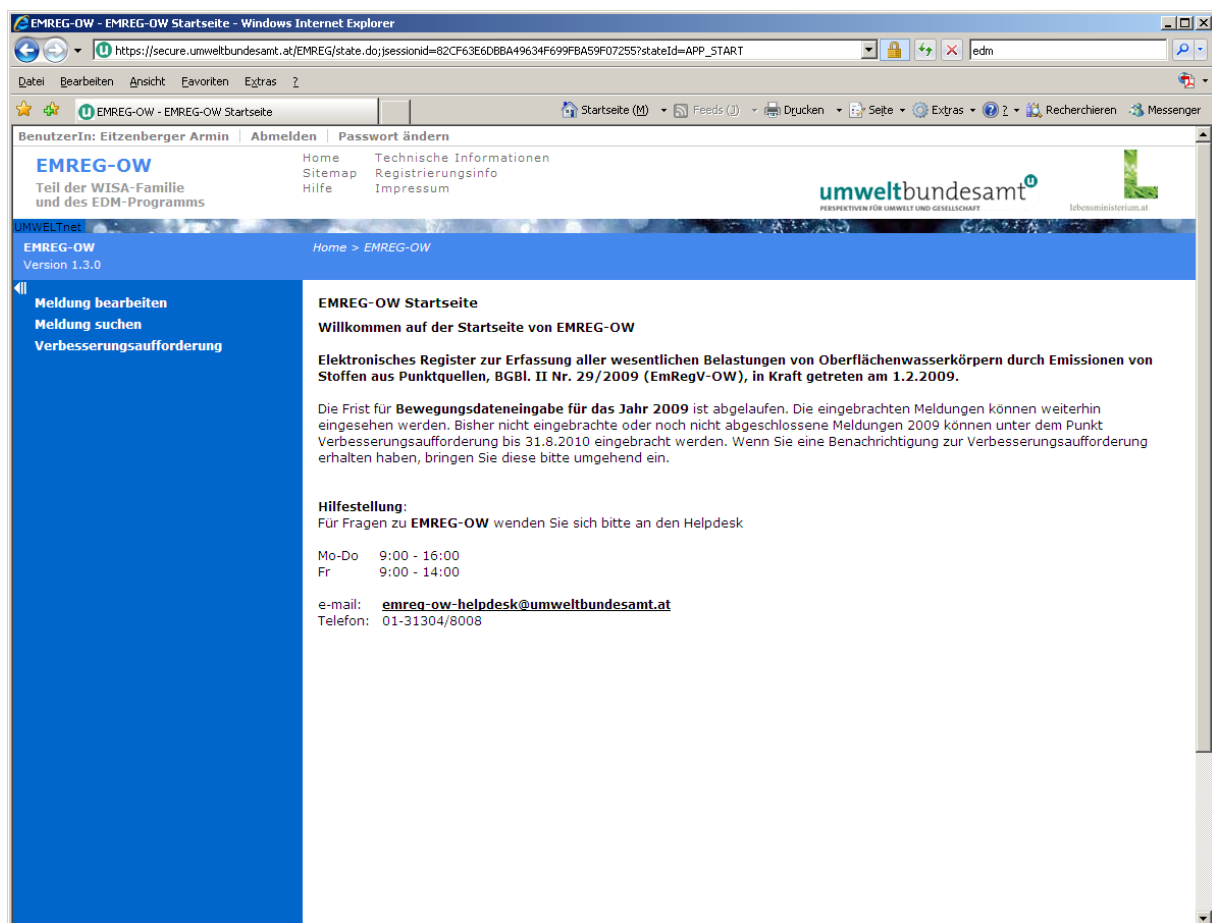 EMREG-OW - EMREG-OW Startseite - Windows Internet Explorer
https://secure.umweltbundesamt.at/EMREG/state.do;jsessionid=82CF63E6DBBA49634F699FBA59F07255?stateId=APP_START
edm
Datei Bearbeiten Ansicht Favoriten Extras ?
EMREG-OW - EMREG-OW Startseite
Startseite (M) Feeds (J) Drucken Seite Extras ? Recherchieren Messenger
BenutzerIn: Eitzenberger Armin | Abmelden | Passwort ändern
EMREG-OW
Teil der WISA-Familie
und des EDM-Programms
Home Technische Informationen
Sitemap Registrierungsinfo
Hilfe Impressum
umweltbundesamt
PERSPEKTIVEN FÜR UMWELT UND GESELLSCHAFT
lebensministerium.at
UMWELTnet
EMREG-OW
Version 1.3.0
Home > EMREG-OW
Meldung bearbeiten
Meldung suchen
Verbesserungsaufforderung
EMREG-OW Startseite
Willkommen auf der Startseite von EMREG-OW
Elektronisches Register zur Erfassung aller wesentlichen Belastungen von Oberflächenwasserkörpern durch Emissionen von
Stoffen aus Punktquellen, BGBl. II Nr. 29/2009 (EmRegV-OW), in Kraft getreten am 1.2.2009.
Die Frist für Bewegungsdateneingabe für das Jahr 2009 ist abgelaufen. Die eingebrachten Meldungen können weiterhin
eingesehen werden. Bisher nicht eingebrachte oder noch nicht abgeschlossene Meldungen 2009 können unter dem Punkt
Verbesserungsaufforderung bis 31.8.2010 eingebracht werden. Wenn Sie eine Benachrichtigung zur Verbesserungsaufforderung
erhalten haben, bringen Sie diese bitte umgehend ein.
Hilfestellung:
Für Fragen zu EMREG-OW wenden Sie sich bitte an den Helpdesk
Mo-Do 9:00 - 16:00
Fr 9:00 - 14:00
e-mail: emreg-ow-helpdesk@umweltbundesamt.at
Telefon: 01-31304/8008